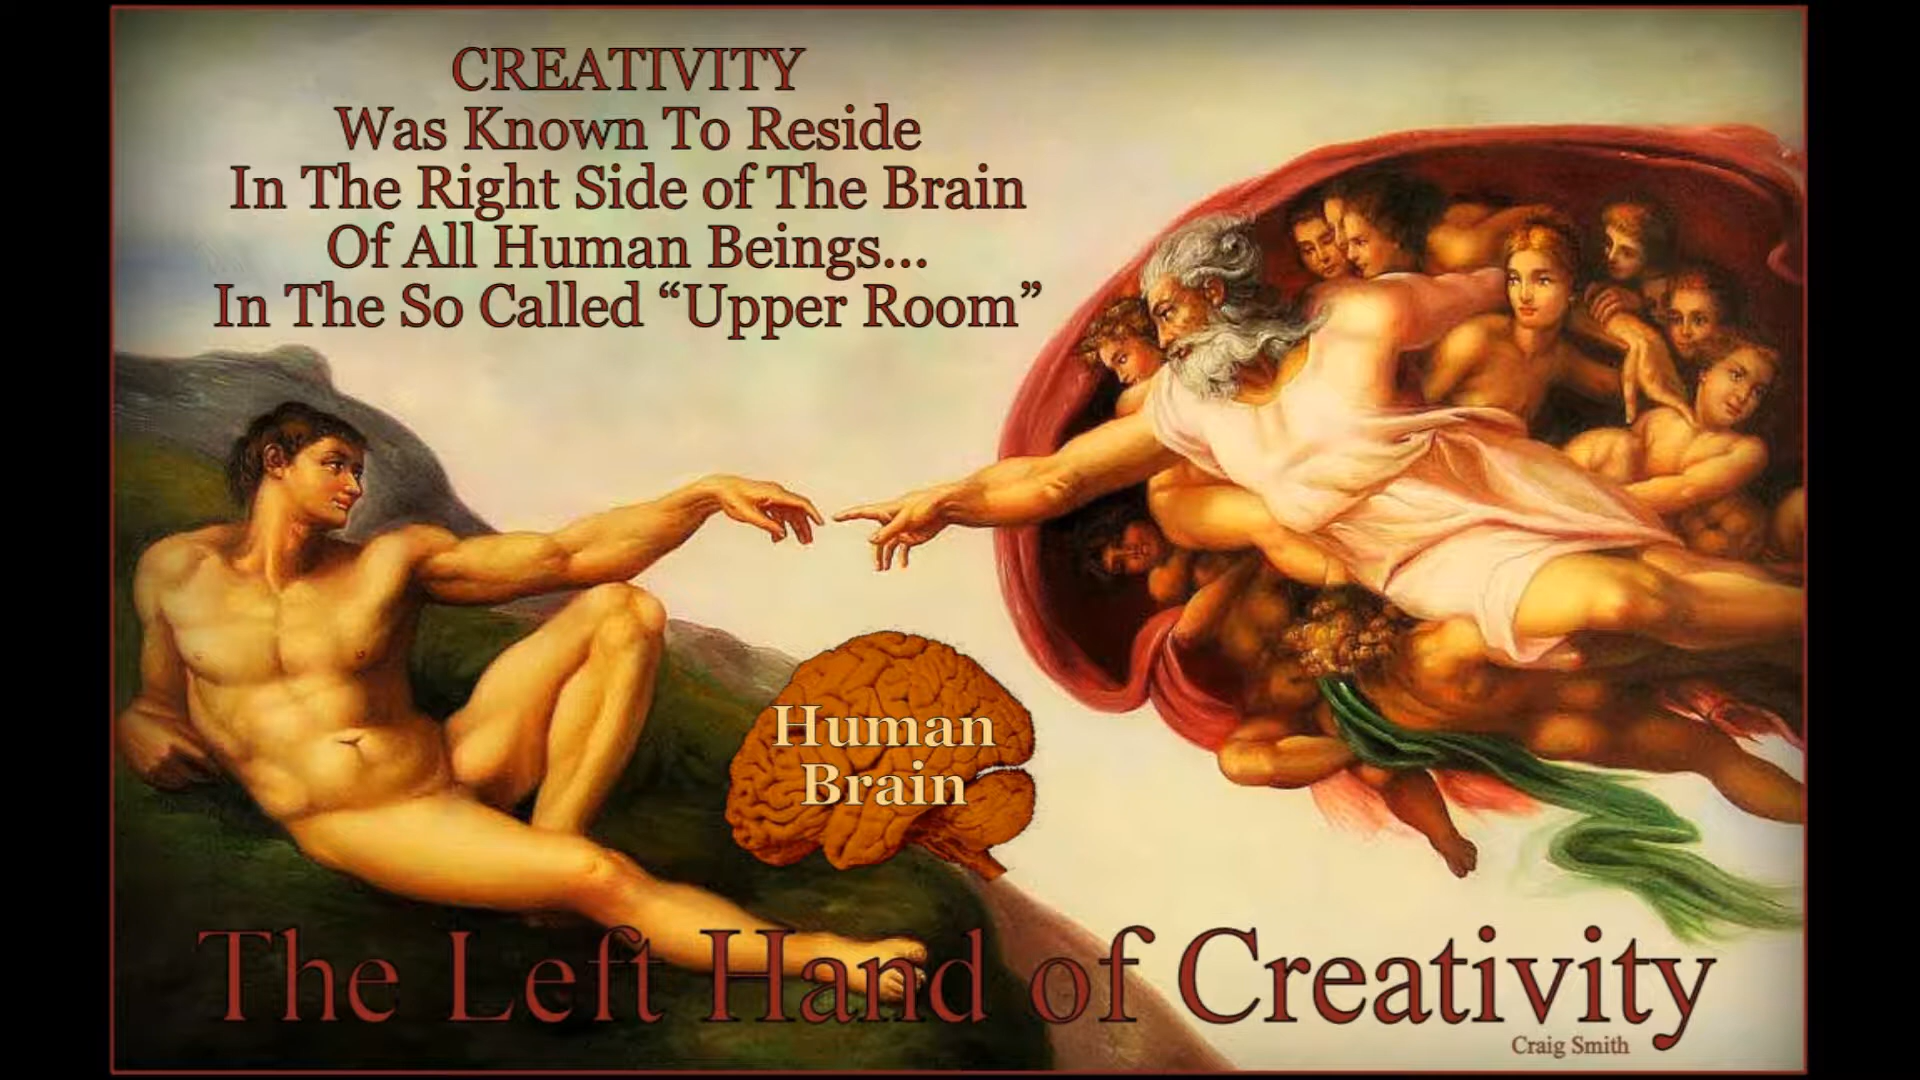 CREATIVITY
Was Known To Reside
In The Right Side of The Brain
Of All Human Beings...
In The So Called “Upper Room”
Human
Brain
The Left Hand of Creativity
Craig Smith